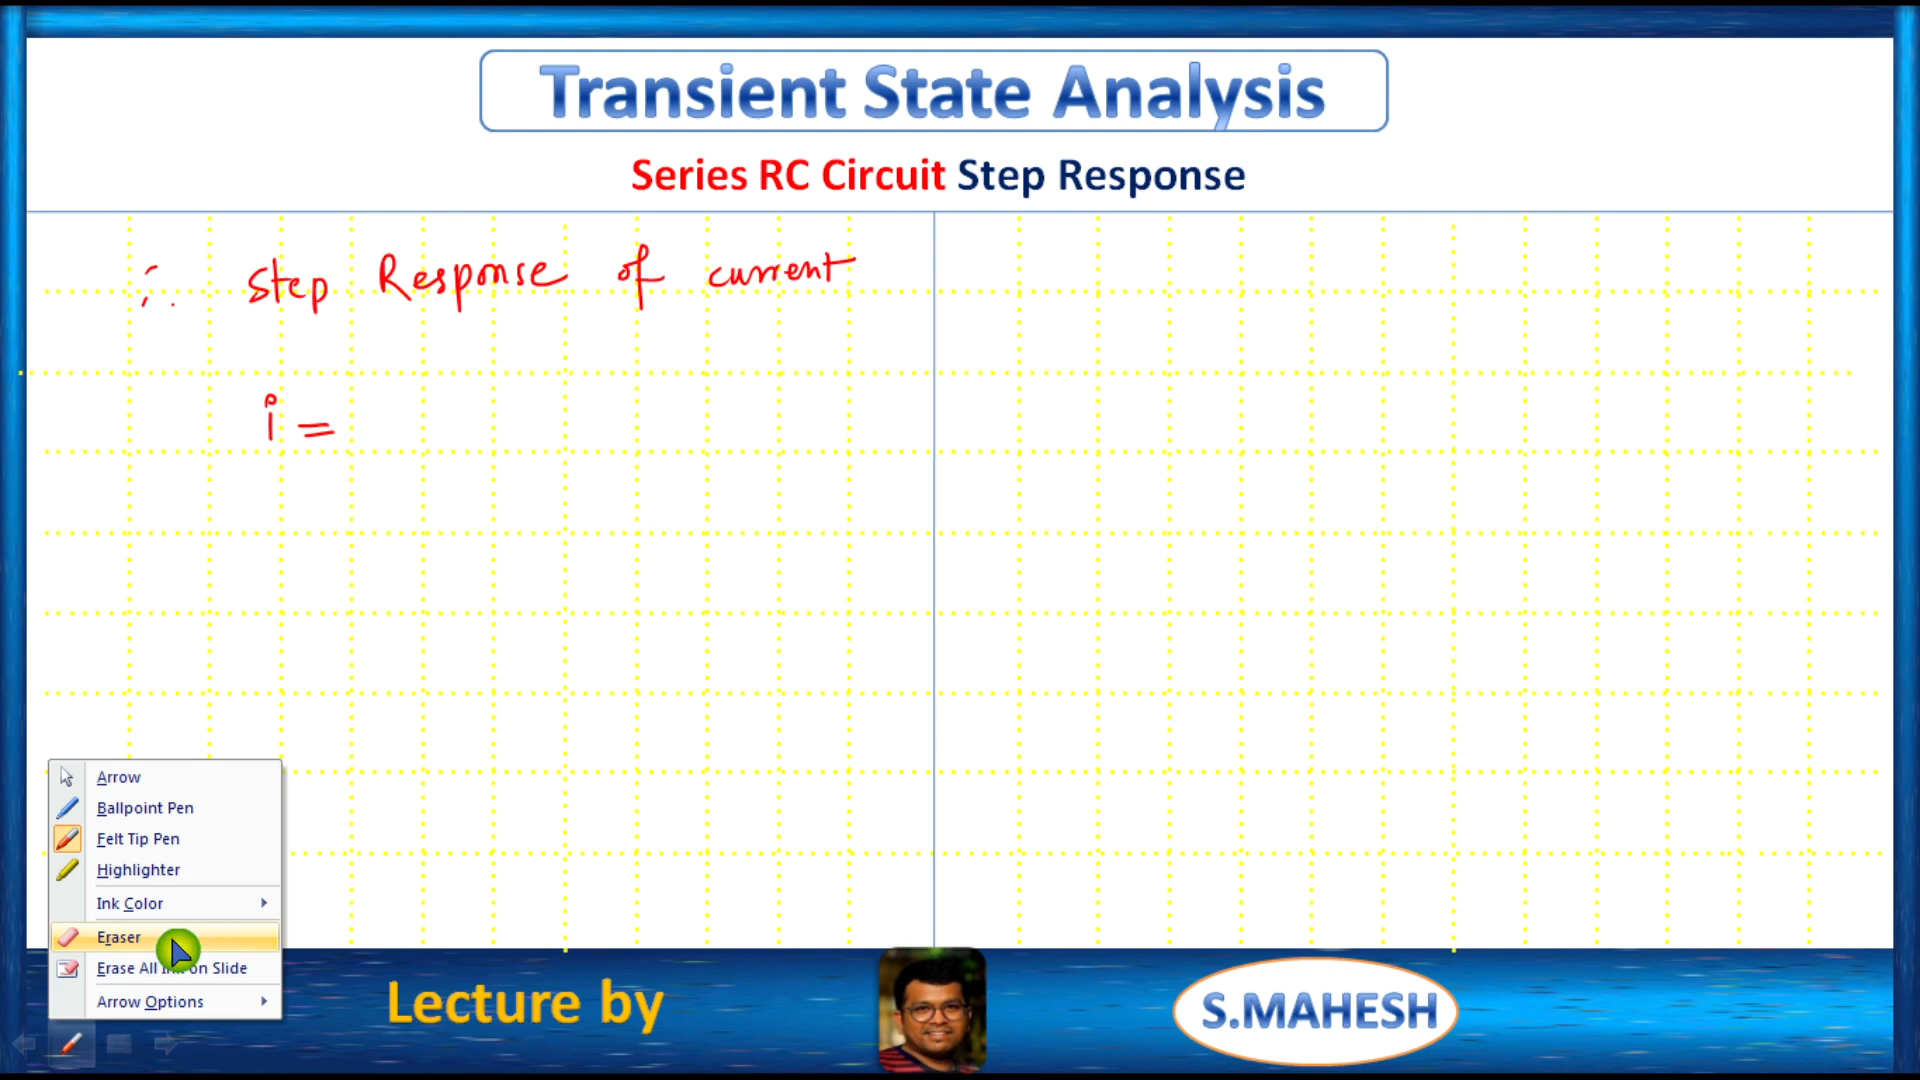 Transient State Analysis
Series RC Circuit Step Response
∴ Step Response of current
i =
Arrow
Ballpoint Pen
Felt Tip Pen
Highlighter
Ink Color
Eraser
Erase All Ink on Slide
Arrow Options
Lecture by
S.MAHESH